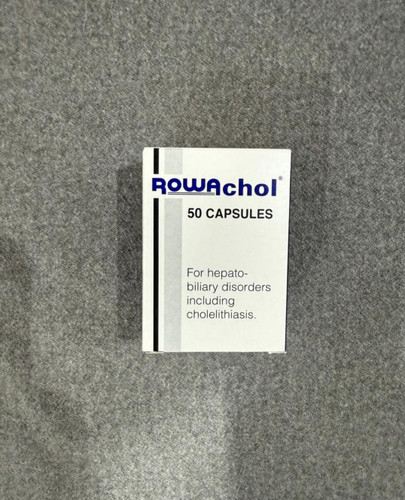 ROWAchol®
50 CAPSULES
For hepato-
biliary disorders
including
cholelithiasis.